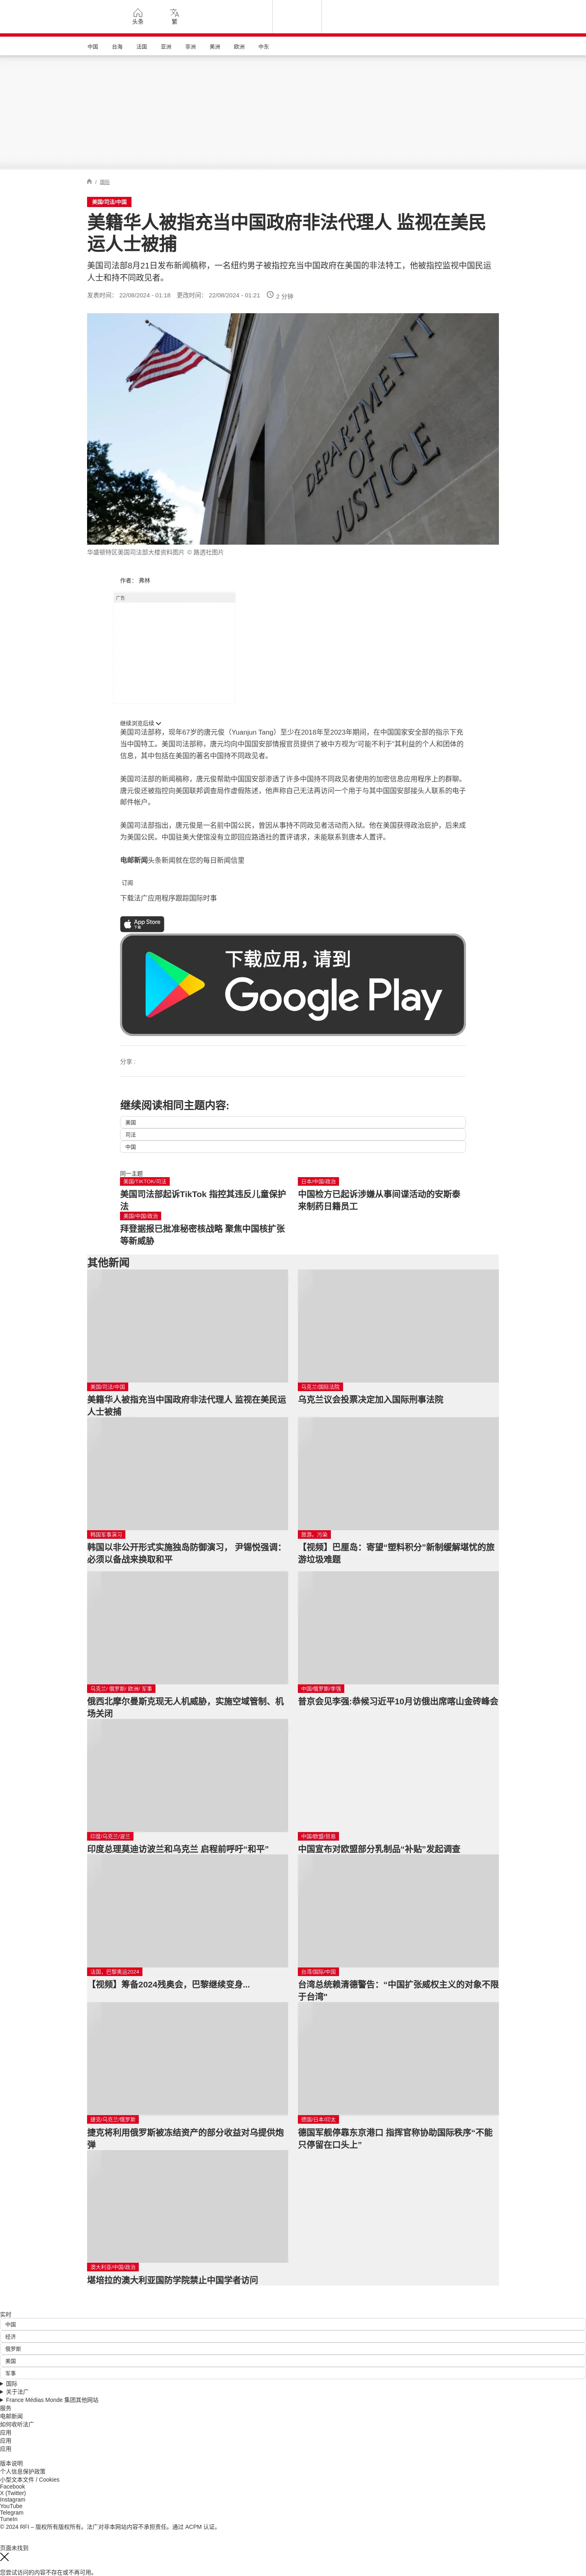 头条
繁
中国
台海
法国
亚洲
非洲
美洲
欧洲
中东
/ 国际
美国/司法/中国
美籍华人被指充当中国政府非法代理人 监视在美民
运人士被捕
美国司法部8月21日发布新闻稿称，一名纽约男子被指控充当中国政府在美国的非法特工，他被指控监视中国民运
人士和持不同政见者。
发表时间： 22/08/2024 - 01:18 更改时间： 22/08/2024 - 01:21 2 分钟
DEPARTMENT
OF
JUSTICE
华盛顿特区美国司法部大楼资料图片 © 路透社图片
作者： 弗林
广告
继续浏览后续
美国司法部称，现年67岁的唐元俊（Yuanjun Tang）至少在2018年至2023年期间，在中国国家安全部的指示下充
当中国特工。美国司法部称，唐元均向中国国安部情报官员提供了被中方视为“可能不利于”其利益的个人和团体的
信息，其中包括在美国的著名中国持不同政见者。
美国司法部的新闻稿称，唐元俊帮助中国国安部渗透了许多中国持不同政见者使用的加密信息应用程序上的群聊。
唐元俊还被指控向美国联邦调查局作虚假陈述，他声称自己无法再访问一个用于与其中国国安部接头人联系的电子
邮件帐户。
美国司法部指出，唐元俊是一名前中国公民，曾因从事持不同政见者活动而入狱。他在美国获得政治庇护，后来成
为美国公民。中国驻美大使馆没有立即回应路透社的置评请求，未能联系到唐本人置评。
电邮新闻头条新闻就在您的每日新闻信里
订阅
下载法广应用程序跟踪国际时事
App Store
下载
下载应用，请到
Google Play
分享 :
继续阅读相同主题内容:
美国
司法
中国
同一主题
美国/TIKTOK/司法
美国司法部起诉TikTok 指控其违反儿童保护
法
日本/中国/政治
中国检方已起诉涉嫌从事间谍活动的安斯泰
来制药日籍员工
美国/中国/政治
拜登据报已批准秘密核战略 聚焦中国核扩张
等新威胁
其他新闻
美国/司法/中国
美籍华人被指充当中国政府非法代理人 监视在美民运
人士被捕
乌克兰/国际法院
乌克兰议会投票决定加入国际刑事法院
韩国军事演习
韩国以非公开形式实施独岛防御演习， 尹锡悦强调：
必须以备战来换取和平
旅游、污染
【视频】巴厘岛：寄望“塑料积分”新制缓解堪忧的旅
游垃圾难题
乌克兰/ 俄罗斯/ 欧洲/ 军事
俄西北摩尔曼斯克现无人机威胁，实施空域管制、机
场关闭
中国/俄罗斯/李强
普京会见李强:恭候习近平10月访俄出席喀山金砖峰会
印度/乌克兰/波兰
印度总理莫迪访波兰和乌克兰 启程前呼吁“和平”
中国/欧盟/贸易
中国宣布对欧盟部分乳制品“补贴”发起调查
法国、巴黎奥运2024
【视频】筹备2024残奥会，巴黎继续变身...
台湾/国际/中国
台湾总统赖清德警告：“中国扩张威权主义的对象不限
于台湾”
捷克/乌克兰/俄罗斯
捷克将利用俄罗斯被冻结资产的部分收益对乌提供炮
弹
德国/日本/印太
德国军舰停靠东京港口 指挥官称协助国际秩序“不能
只停留在口头上”
澳大利亚/中国/政治
堪培拉的澳大利亚国防学院禁止中国学者访问
实时
中国
经济
俄罗斯
美国
军事
国际
关于法广
France Médias Monde 集团其他网站
服务
电邮新闻
如何收听法广
应用
应用
应用
版本说明
个人信息保护政策
小型文本文件 / Cookies
Facebook
X (Twitter)
Instagram
YouTube
Telegram
TuneIn
© 2024 RFI – 版权所有版权所有。法广对非本网站内容不承担责任。通过 ACPM 认证。
页面未找到
您尝试访问的内容不存在或不再可用。